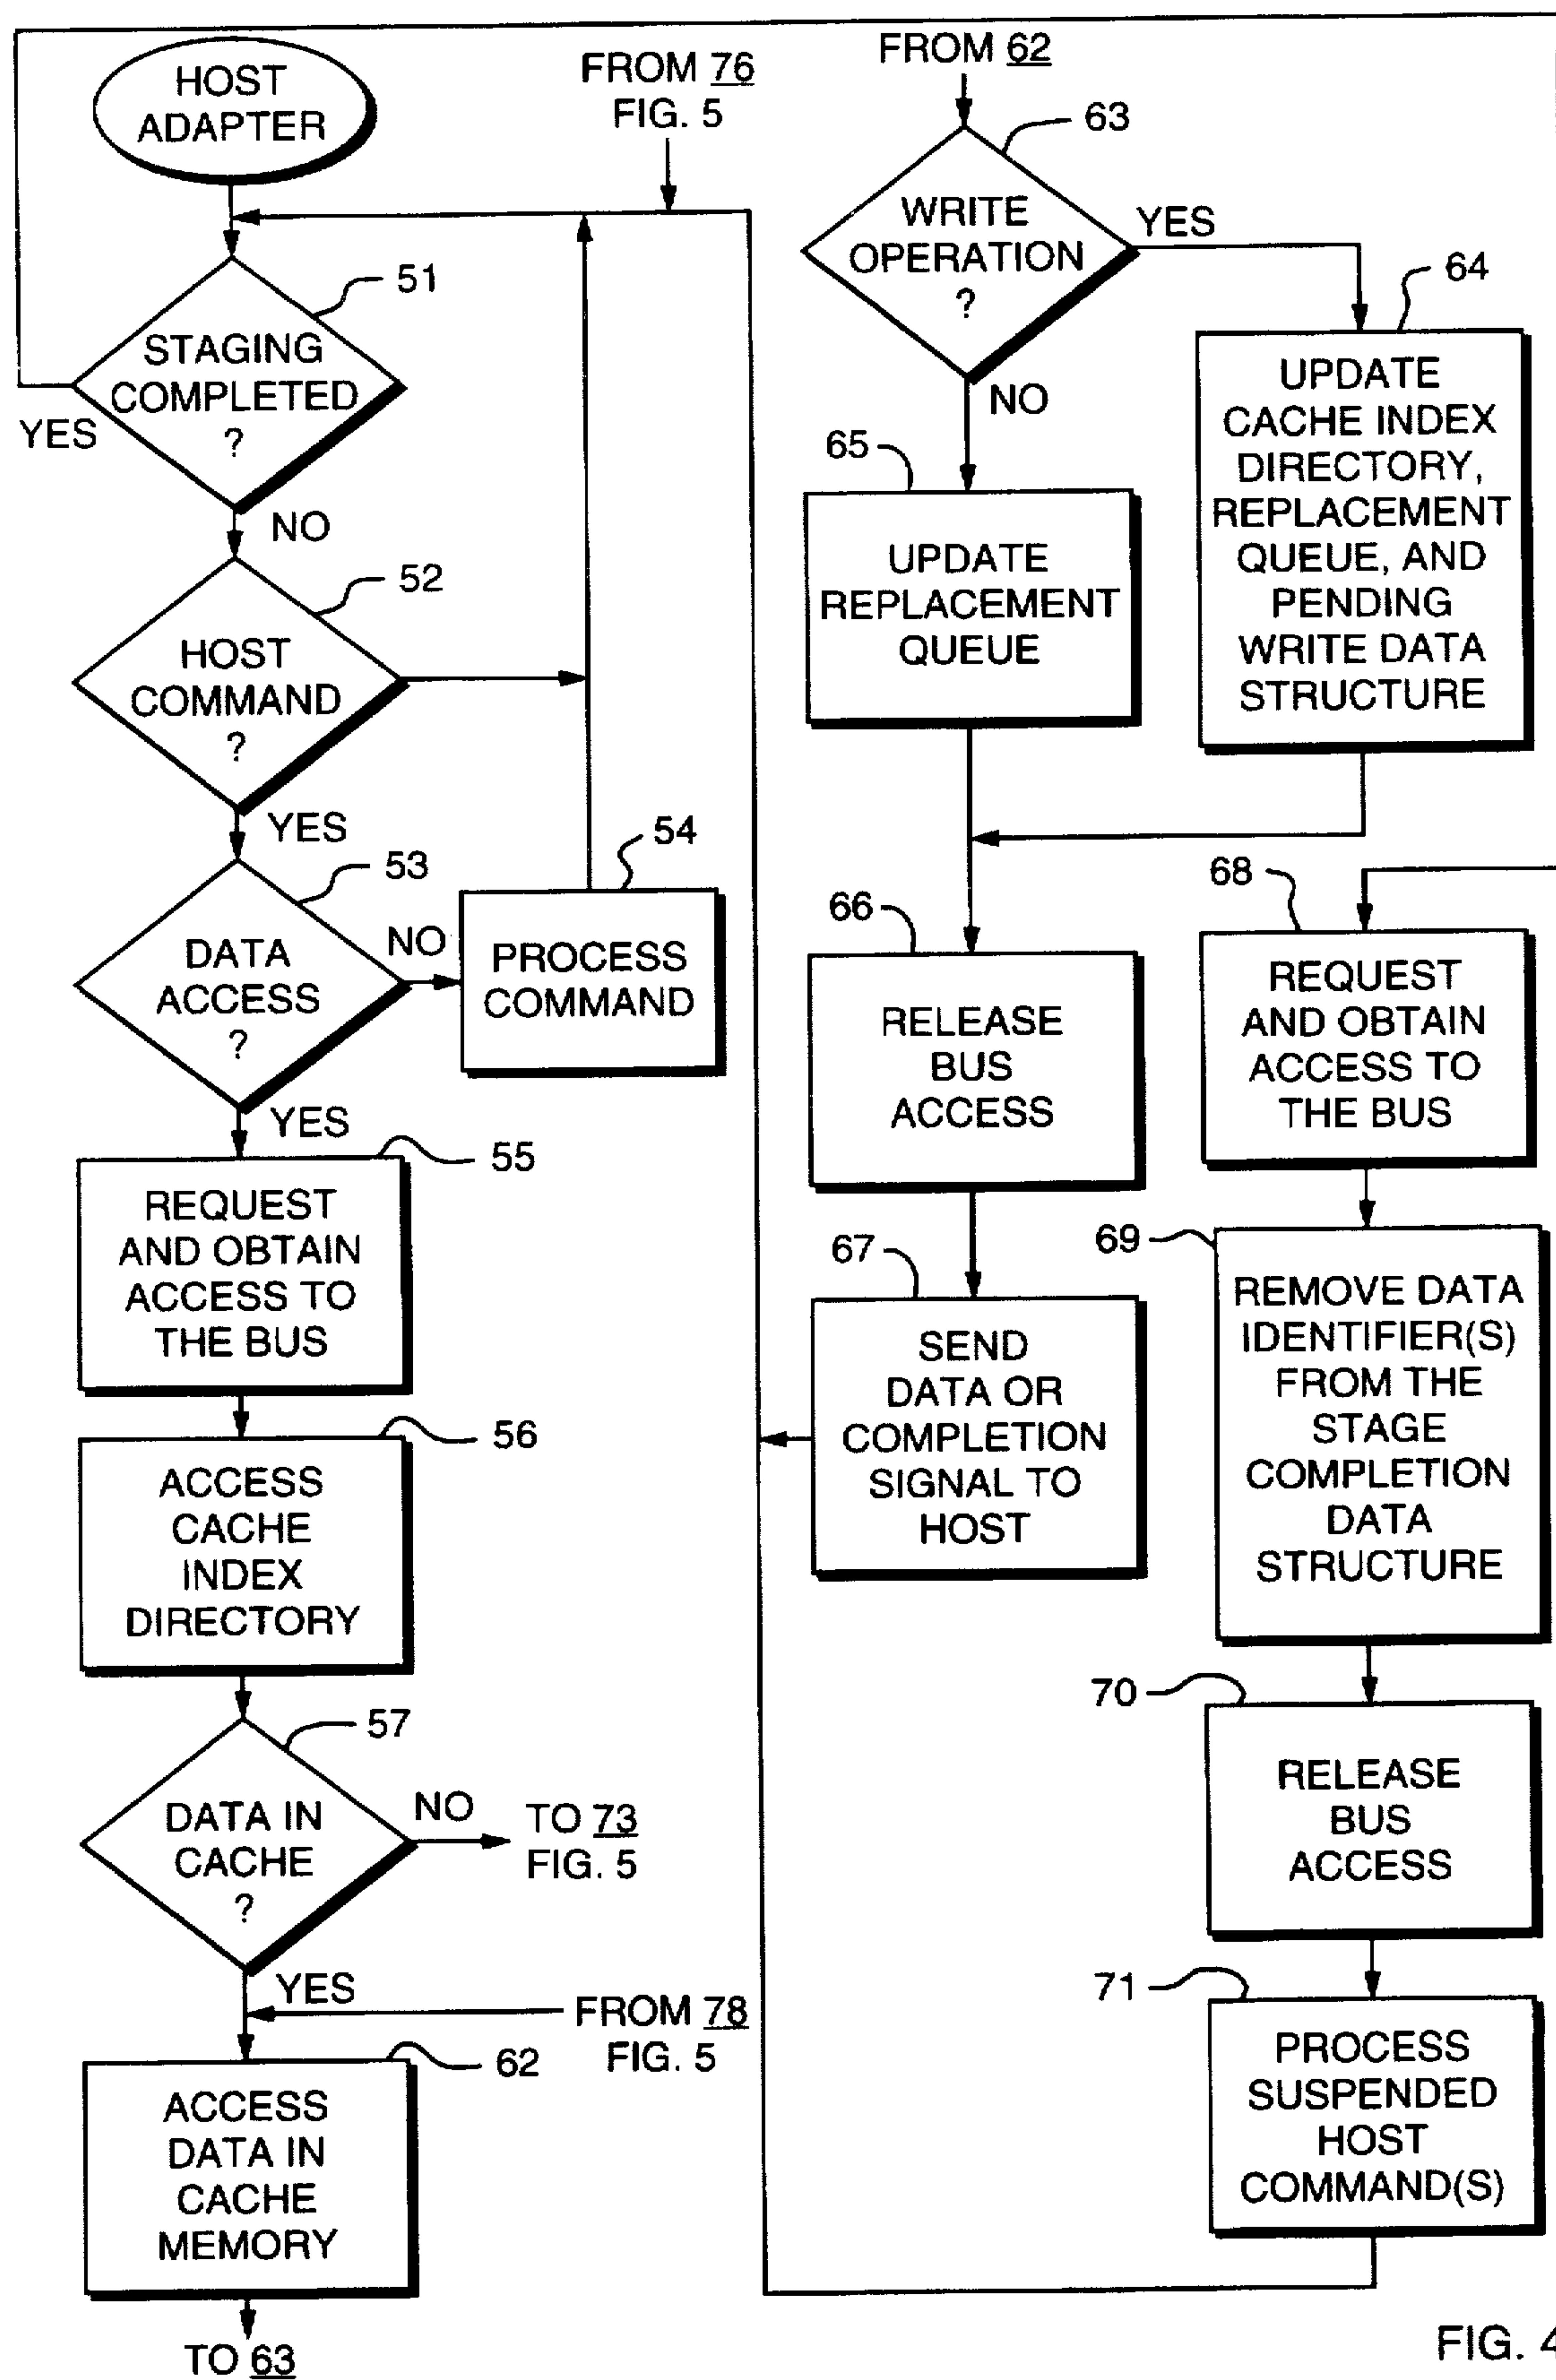 HOST
ADAPTER
FROM 76
FIG. 5
51
STAGING
COMPLETED
?
YES
NO
52
HOST
COMMAND
?
YES
53
DATA
ACCESS
?
NO
54
PROCESS
COMMAND
YES
55
REQUEST
AND OBTAIN
ACCESS TO
THE BUS
56
ACCESS
CACHE
INDEX
DIRECTORY
57
DATA IN
CACHE
?
NO
TO 73
FIG. 5
YES
FROM 78
FIG. 5
62
ACCESS
DATA IN
CACHE
MEMORY
TO 63
FROM 62
63
WRITE
OPERATION
?
YES
NO
64
UPDATE
CACHE INDEX
DIRECTORY,
REPLACEMENT
QUEUE, AND
PENDING
WRITE DATA
STRUCTURE
65
UPDATE
REPLACEMENT
QUEUE
66
RELEASE
BUS
ACCESS
67
SEND
DATA OR
COMPLETION
SIGNAL TO
HOST
68
REQUEST
AND OBTAIN
ACCESS TO
THE BUS
69
REMOVE DATA
IDENTIFIER(S)
FROM THE
STAGE
COMPLETION
DATA
STRUCTURE
70
RELEASE
BUS
ACCESS
71
PROCESS
SUSPENDED
HOST
COMMAND(S)
FIG. 4